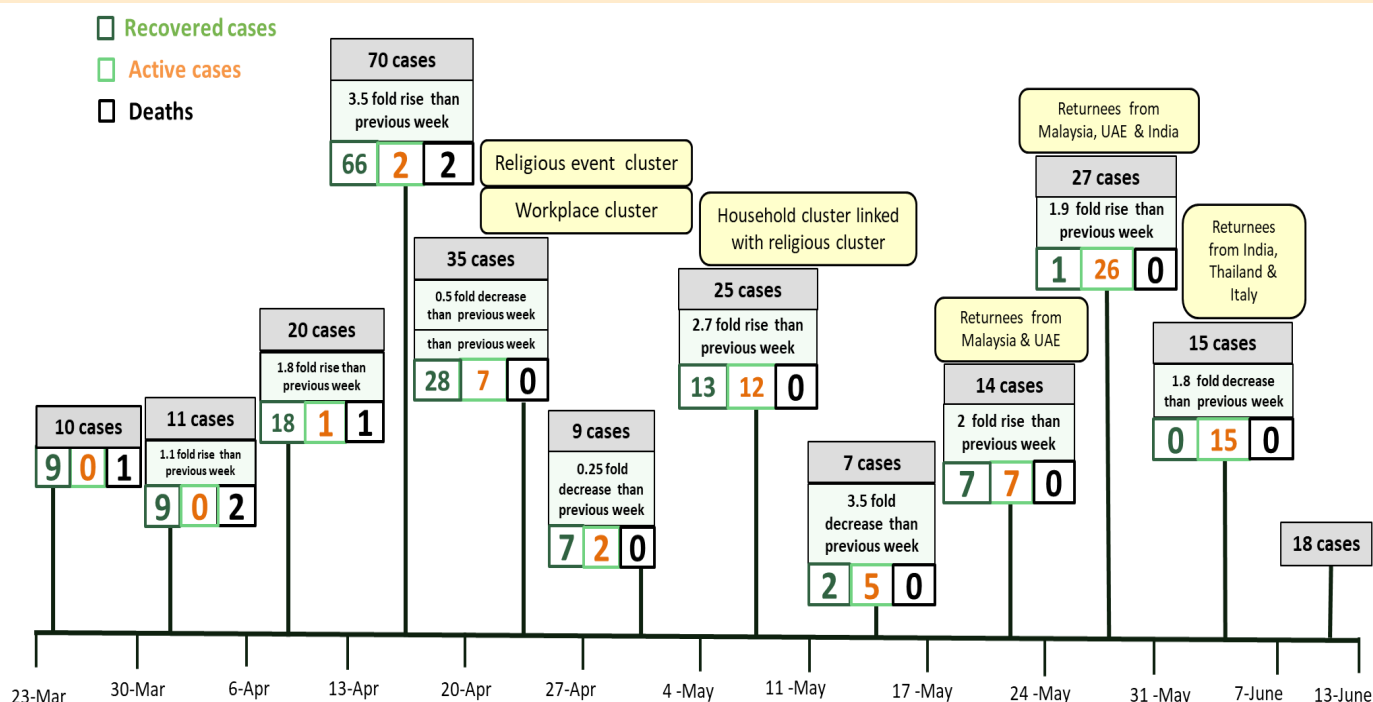 Recovered cases
Active cases
Deaths
10 cases
9 0 1
11 cases
1.1 fold rise than
previous week
9 0 2
20 cases
1.8 fold rise than
previous week
18 1 1
70 cases
3.5 fold rise than
previous week
66 2 2
Religious event cluster
Workplace cluster
35 cases
0.5 fold decrease
than previous week
than previous week
28 7 0
9 cases
0.25 fold
decrease than
previous week
7 2 0
Household cluster linked
with religious cluster
25 cases
2.7 fold rise than
previous week
13 12 0
7 cases
3.5 fold
decrease than
previous week
2 5 0
Returnees from
Malaysia & UAE
14 cases
2 fold rise than
previous week
7 7 0
Returnees from
Malaysia, UAE & India
27 cases
1.9 fold rise than
previous week
1 26 0
Returnees
from India,
Thailand &
Italy
15 cases
1.8 fold decrease
than previous week
0 15 0
18 cases
23-Mar 30-Mar 6-Apr 13-Apr 20-Apr 27-Apr 4 -May 11 -May 17 -May 24 -May 31 -May 7-June 13-June